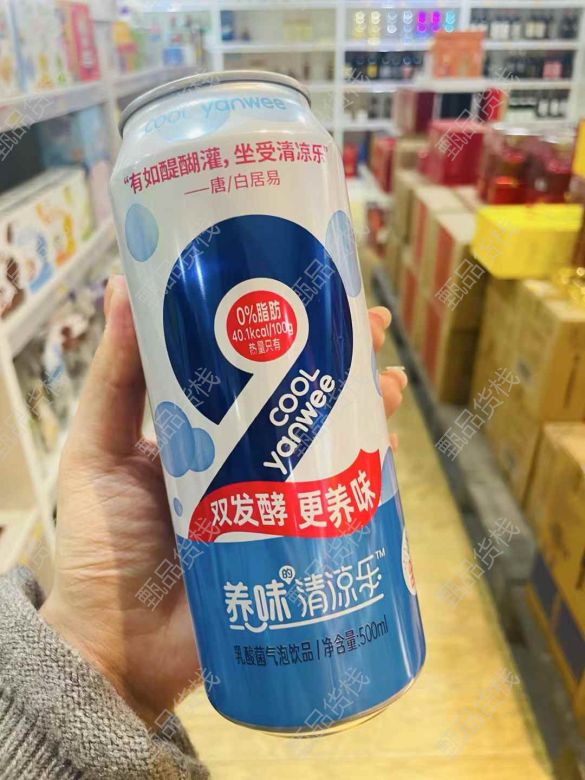 cool yanwee
“有如醍醐灌，坐受清凉乐”
——唐/白居易
0%脂肪
40.1kcal/100g
热量只有
COOL
yanwee
双发酵 更养味
养味的清凉乐™
乳酸菌气泡饮品 | 净含量:500ml
甄品货栈